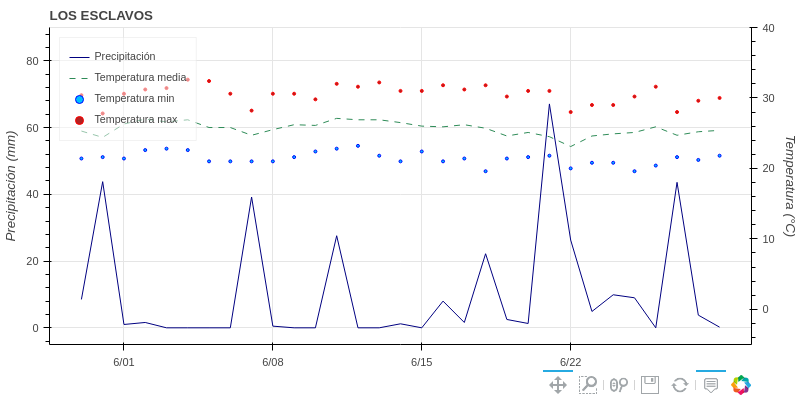 LOS ESCLAVOS
Precipitación
Temperatura media
Temperatura min
Temperatura max
Precipitación (mm)
80
60
40
20
0
Temperatura (°C)
40
30
20
10
0
6/01
6/08
6/15
6/22